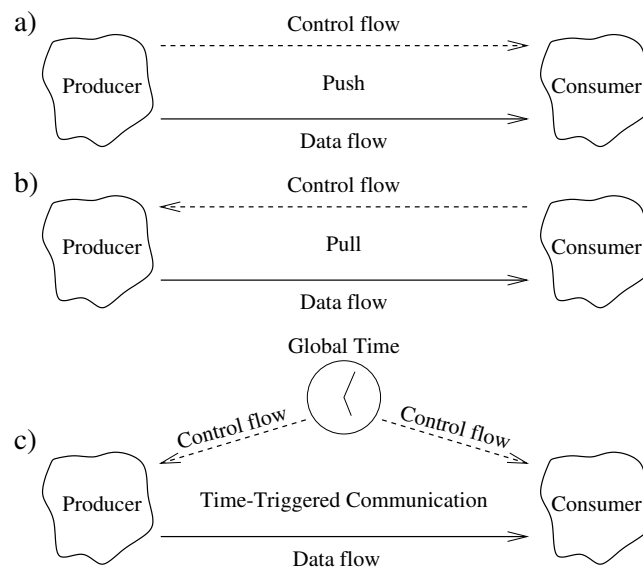 a)
Control flow
Producer
Push
Consumer
Data flow
b)
Control flow
Producer
Pull
Consumer
Data flow
Global Time
Control flow
Control flow
c)
Producer
Time-Triggered Communication
Consumer
Data flow